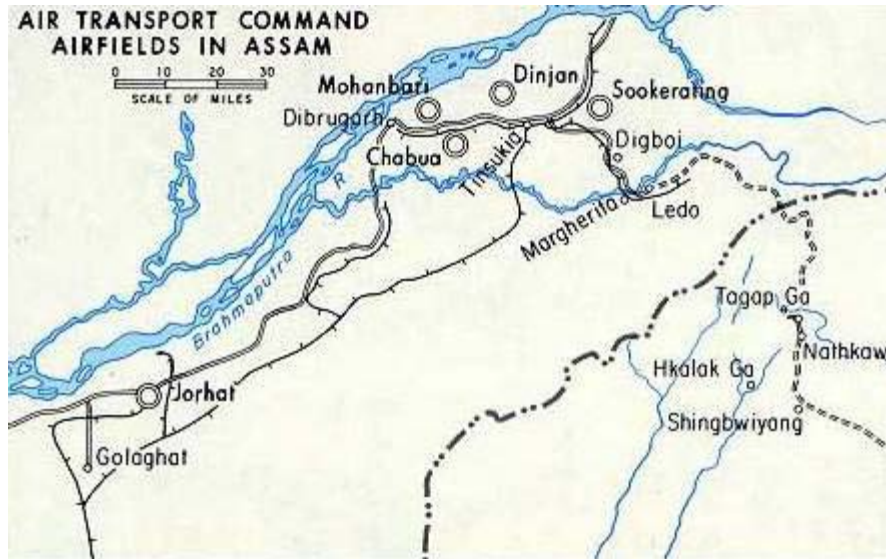 AIR TRANSPORT COMMAND
AIRFIELDS IN ASSAM
0 10 20 30
SCALE OF MILES
Mohanbari
Dinjan
Sookerating
Dibrugarh
Digboi
Chabua
Tinsukia
R
Margherita
Ledo
Brahmaputra
Tagap Ga
Nathkaw
Hkalak Ga
Jorhat
Shingbwiyang
Golaghat